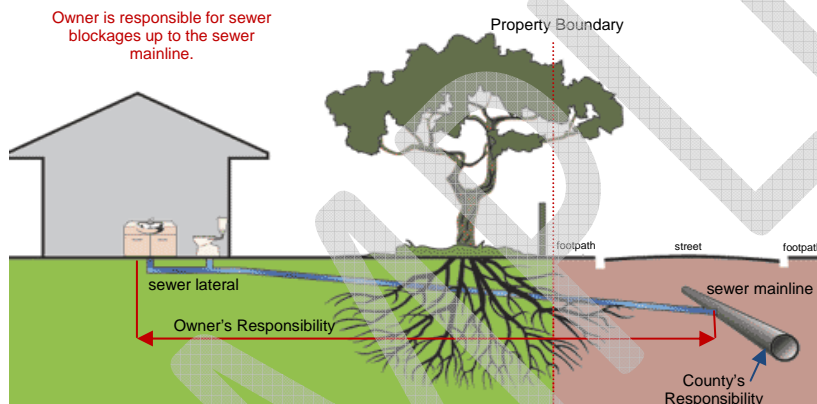 Owner is responsible for sewer
blockages up to the sewer
mainline.
Property Boundary
footpath
street
footpath
sewer lateral
sewer mainline
Owner's Responsibility
County's
Responsibility